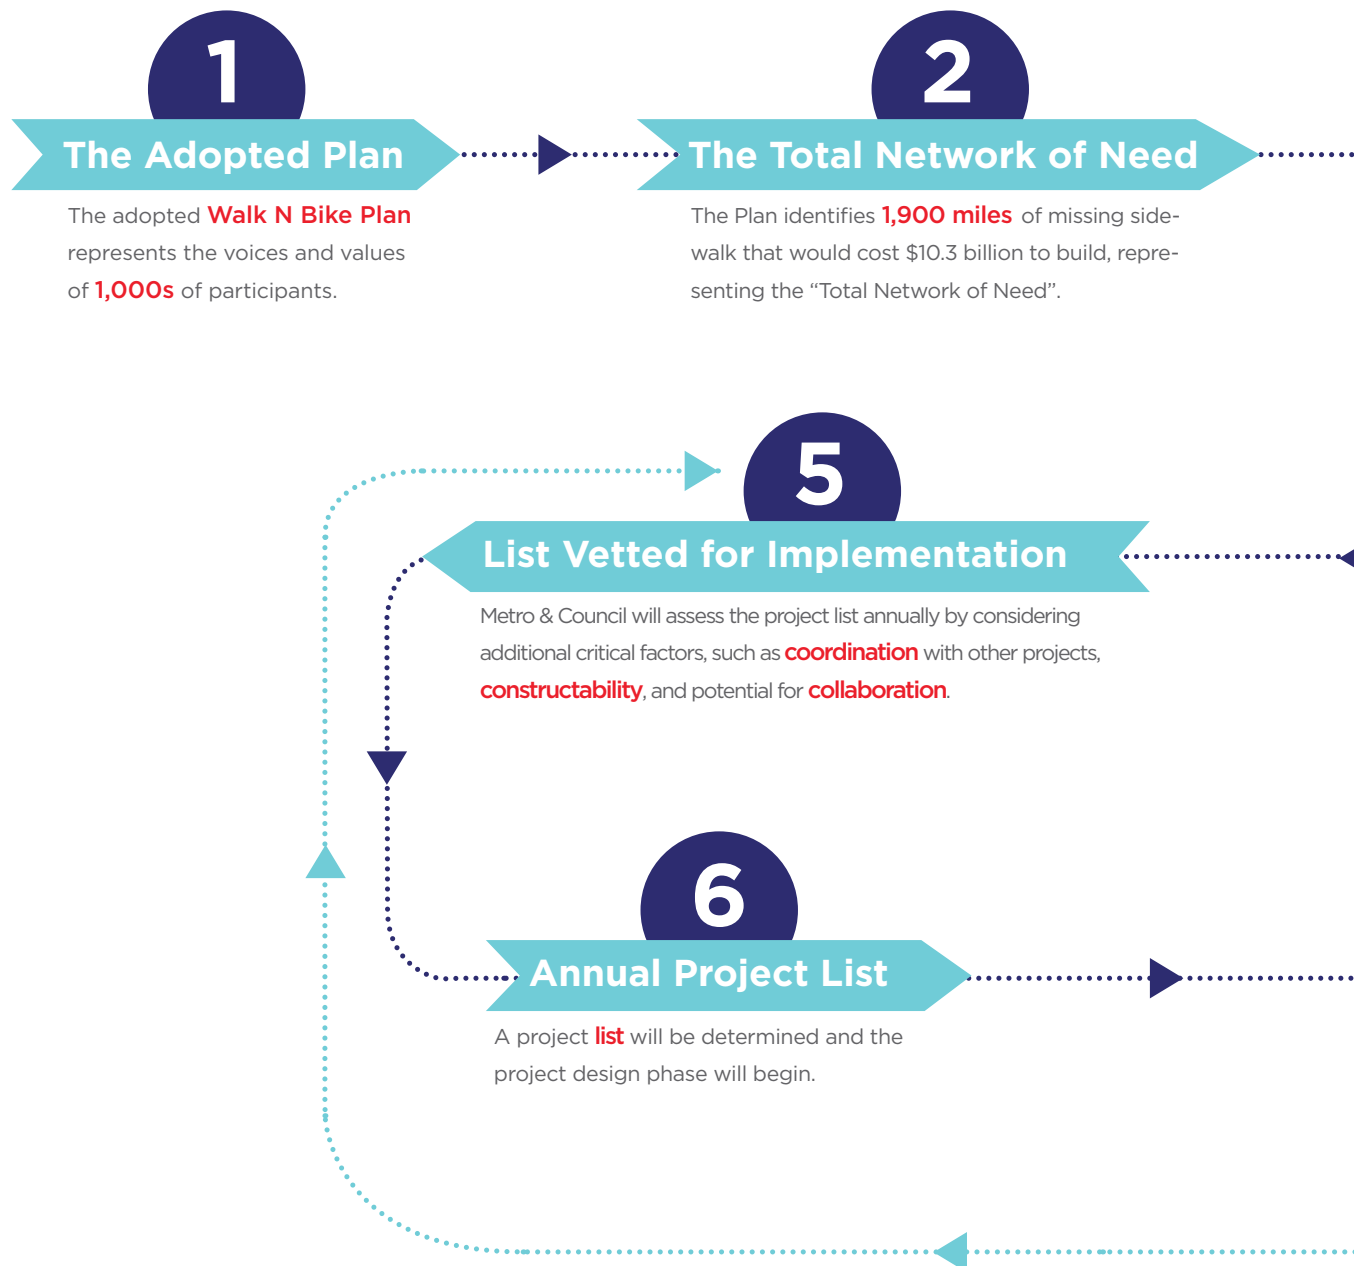 1
The Adopted Plan
The adopted Walk N Bike Plan
represents the voices and values
of 1,000s of participants.
2
The Total Network of Need
The Plan identifies 1,900 miles of missing side-
walk that would cost $10.3 billion to build, repre-
senting the “Total Network of Need”.
5
List Vetted for Implementation
Metro & Council will assess the project list annually by considering
additional critical factors, such as coordination with other projects,
constructability, and potential for collaboration.
6
Annual Project List
A project list will be determined and the
project design phase will begin.